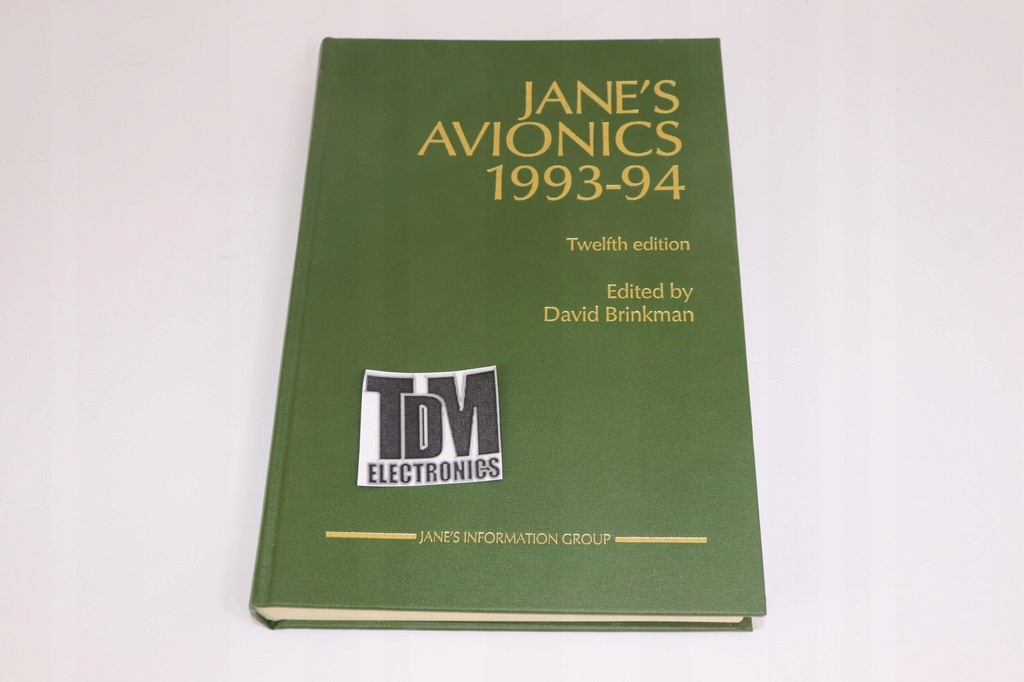 JANE'S
AVIONICS
1993-94
Twelfth edition
Edited by
David Brinkman
TDM
ELECTRONICS
JANE'S INFORMATION GROUP